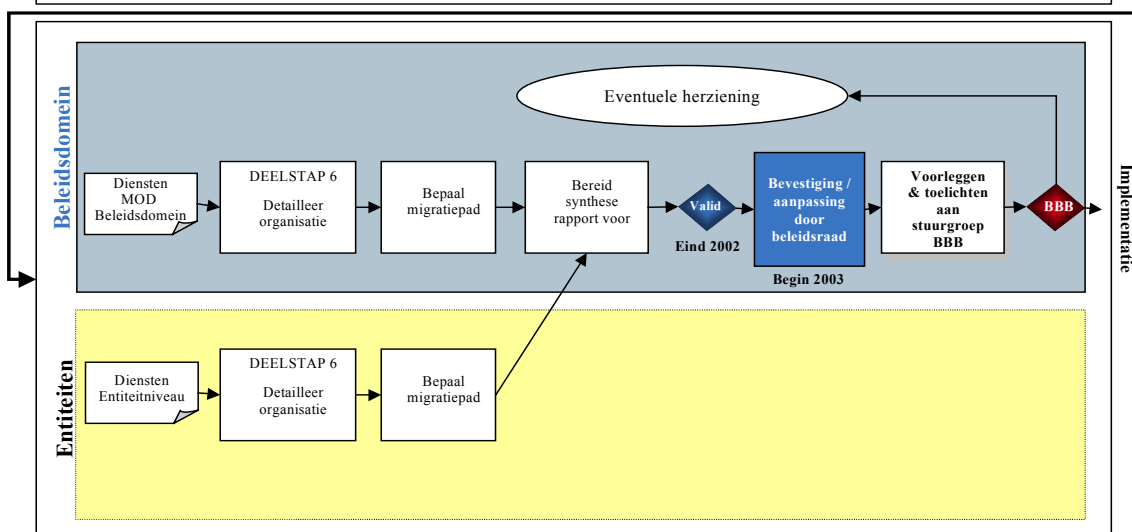 Beleidsdomein
Eventuele herziening
Diensten
MOD
Beleidsdomein
DEELSTAP 6
Detailleer
organisatie
Bepaal
migratiepad
Bereid
synthese
rapport voor
Valid
Eind 2002
Bevestiging /
aanpassing
door
beleidsraad
Begin 2003
Voorleggen
& toelichten
aan
stuurgroep
BBB
BBB
Implementatie
Entiteiten
Diensten
Entiteitniveau
DEELSTAP 6
Detailleer
organisatie
Bepaal
migratiepad